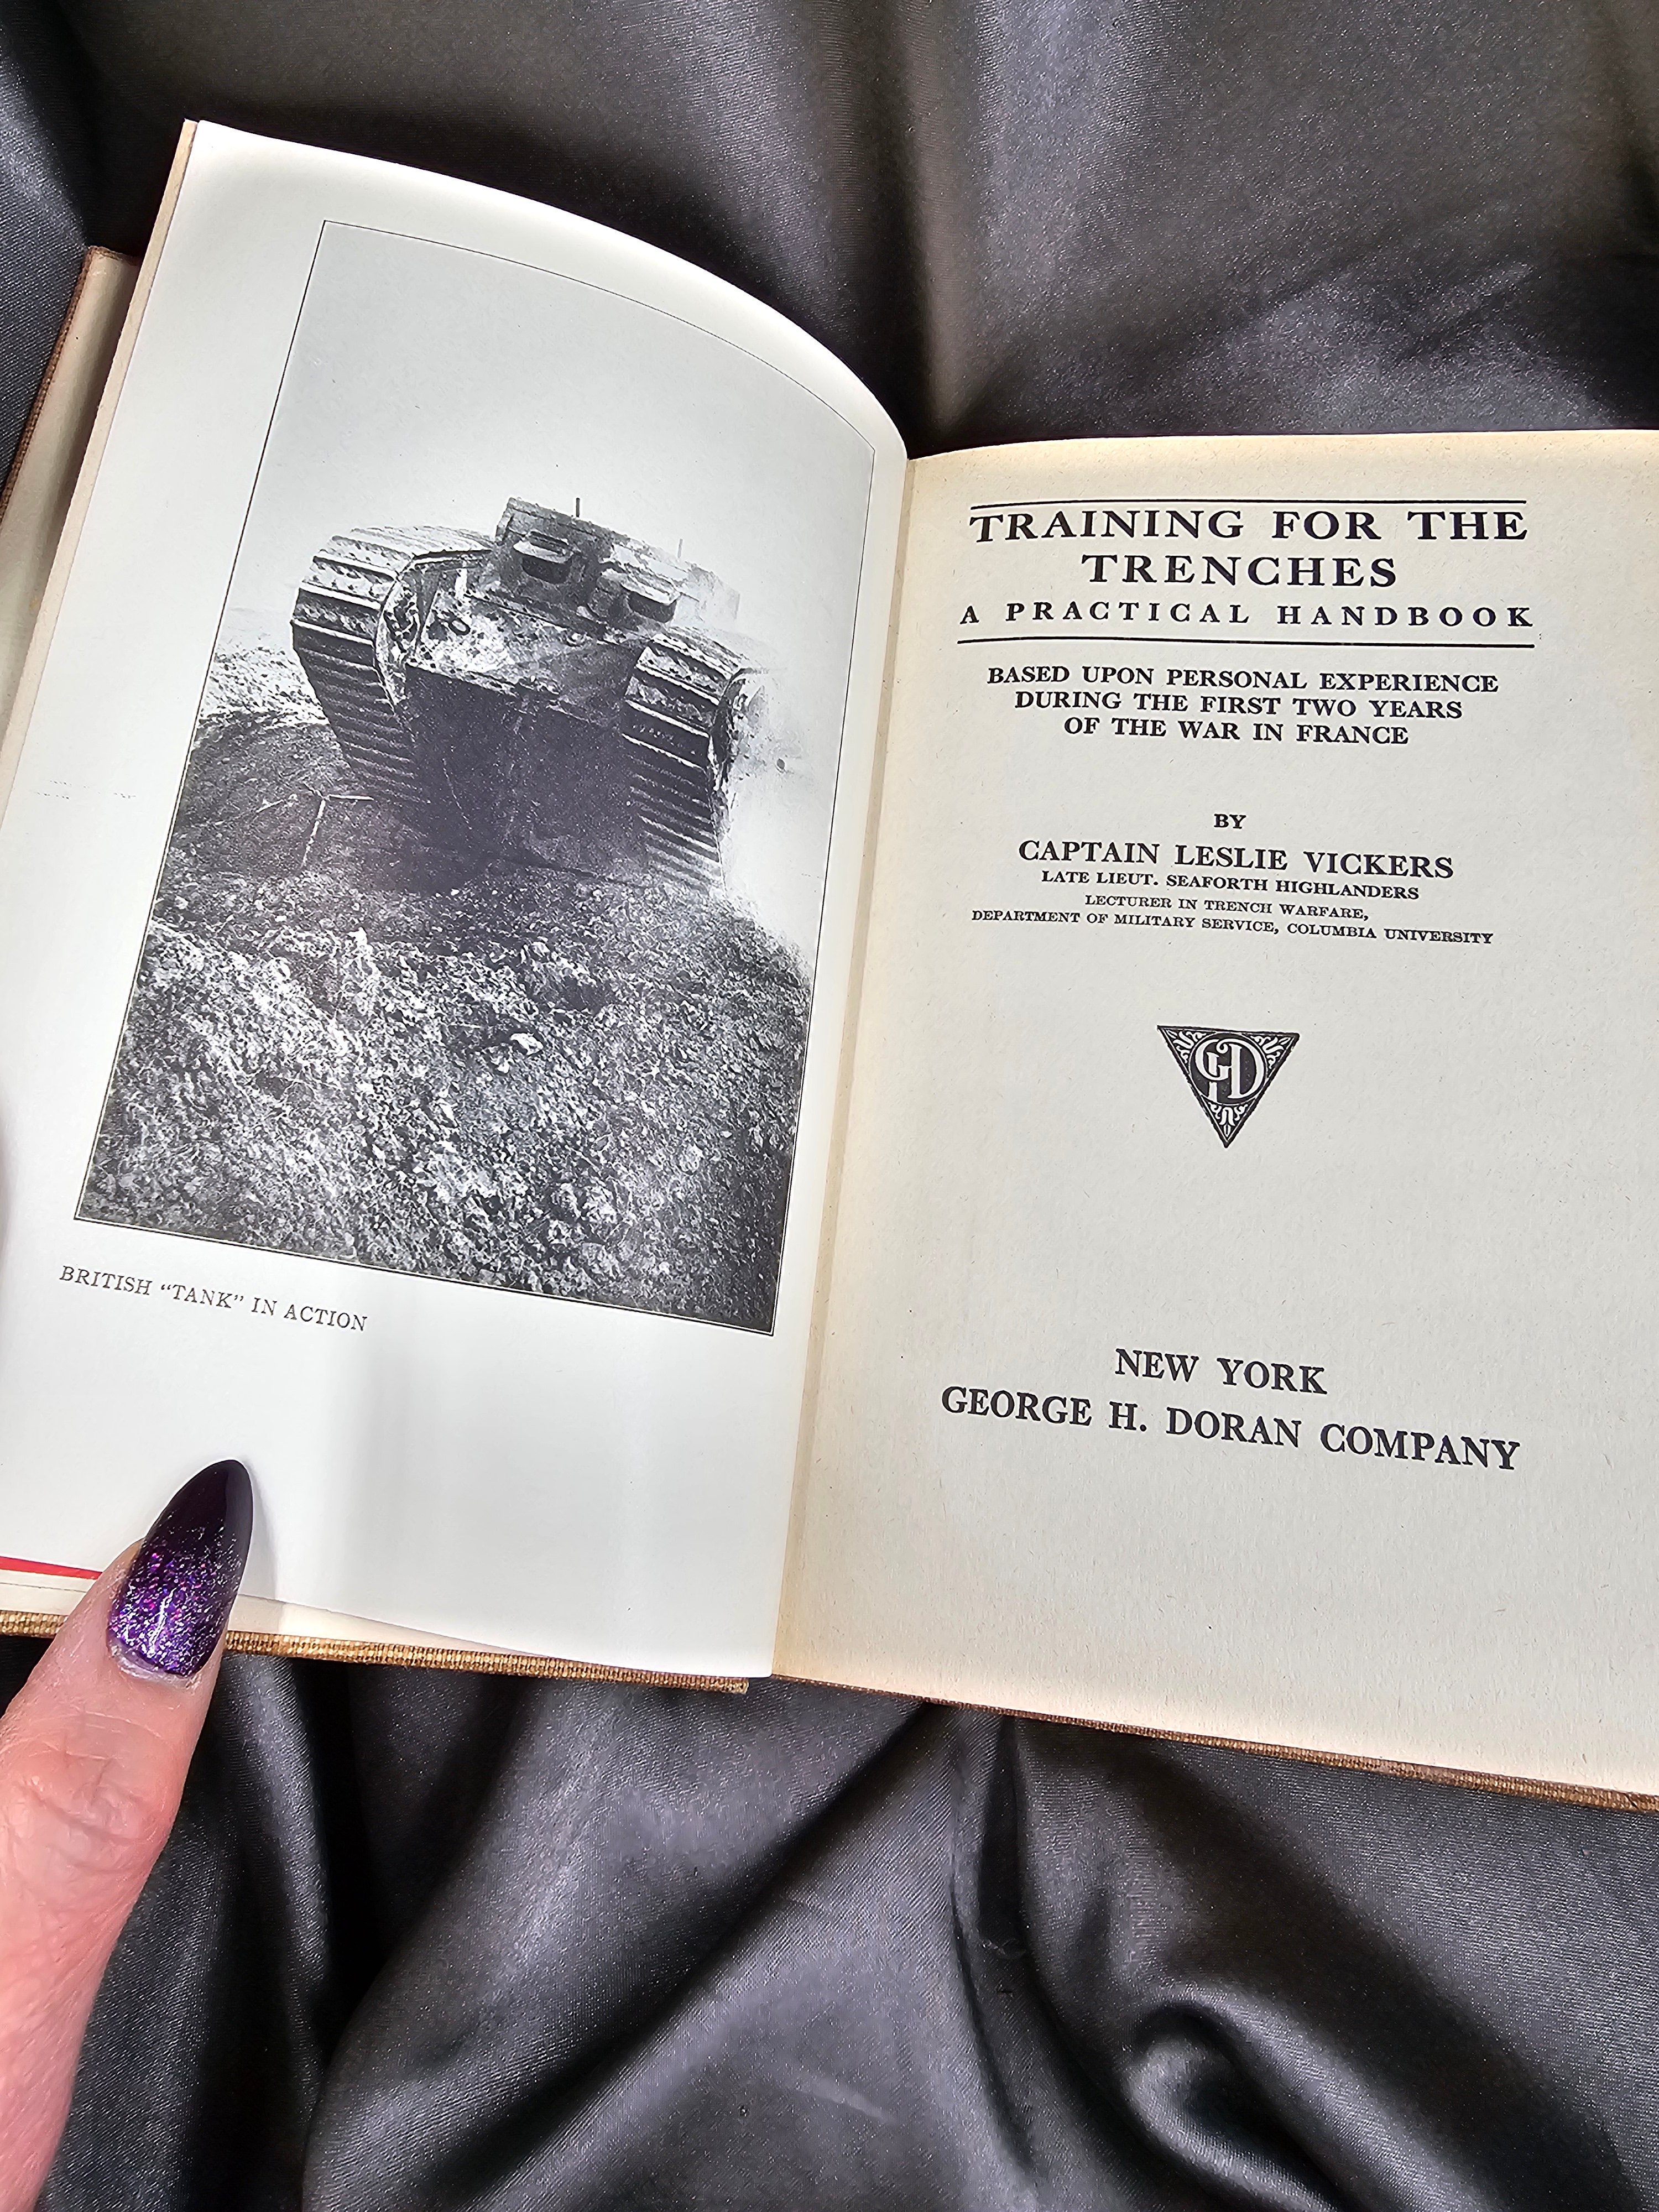 BRITISH “TANK” IN ACTION
TRAINING FOR THE
TRENCHES
A PRACTICAL HANDBOOK
BASED UPON PERSONAL EXPERIENCE
DURING THE FIRST TWO YEARS
OF THE WAR IN FRANCE
BY
CAPTAIN LESLIE VICKERS
LATE LIEUT. SEAFORTH HIGHLANDERS
LECTURER IN TRENCH WARFARE,
DEPARTMENT OF MILITARY SERVICE, COLUMBIA UNIVERSITY
GHD
NEW YORK
GEORGE H. DORAN COMPANY